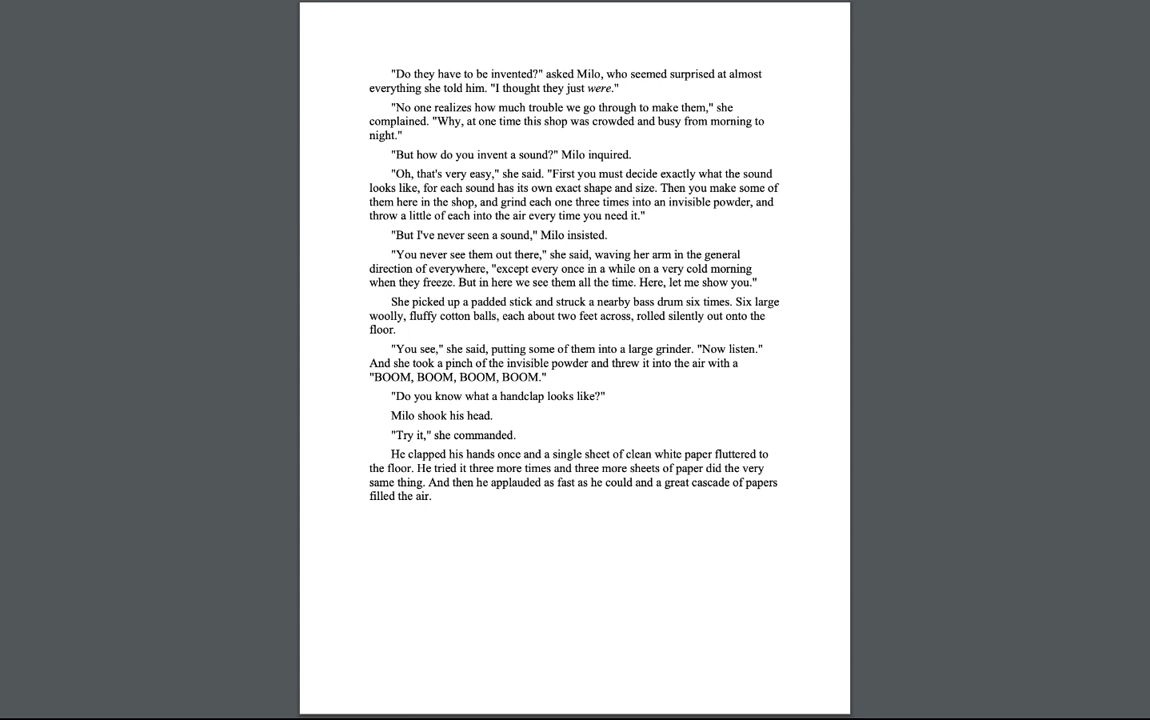 "Do they have to be invented?" asked Milo, who seemed surprised at almost
everything she told him. "I thought they just were."
"No one realizes how much trouble we go through to make them," she
complained. "Why, at one time this shop was crowded and busy from morning to
night."
"But how do you invent a sound?" Milo inquired.
"Oh, that's very easy," she said. "First you must decide exactly what the sound
looks like, for each sound has its own exact shape and size. Then you make some of
them here in the shop, and grind each one three times into an invisible powder, and
throw a little of each into the air every time you need it."
"But I've never seen a sound," Milo insisted.
"You never see them out there," she said, waving her arm in the general
direction of everywhere, "except every once in a while on a very cold morning
when they freeze. But in here we see them all the time. Here, let me show you."
She picked up a padded stick and struck a nearby bass drum six times. Six large
woolly, fluffy cotton balls, each about two feet across, rolled silently out onto the
floor.
"You see," she said, putting some of them into a large grinder. "Now listen."
And she took a pinch of the invisible powder and threw it into the air with a
"BOOM, BOOM, BOOM, BOOM."
"Do you know what a handclap looks like?"
Milo shook his head.
"Try it," she commanded.
He clapped his hands once and a single sheet of clean white paper fluttered to
the floor. He tried it three more times and three more sheets of paper did the very
same thing. And then he applauded as fast as he could and a great cascade of papers
filled the air.